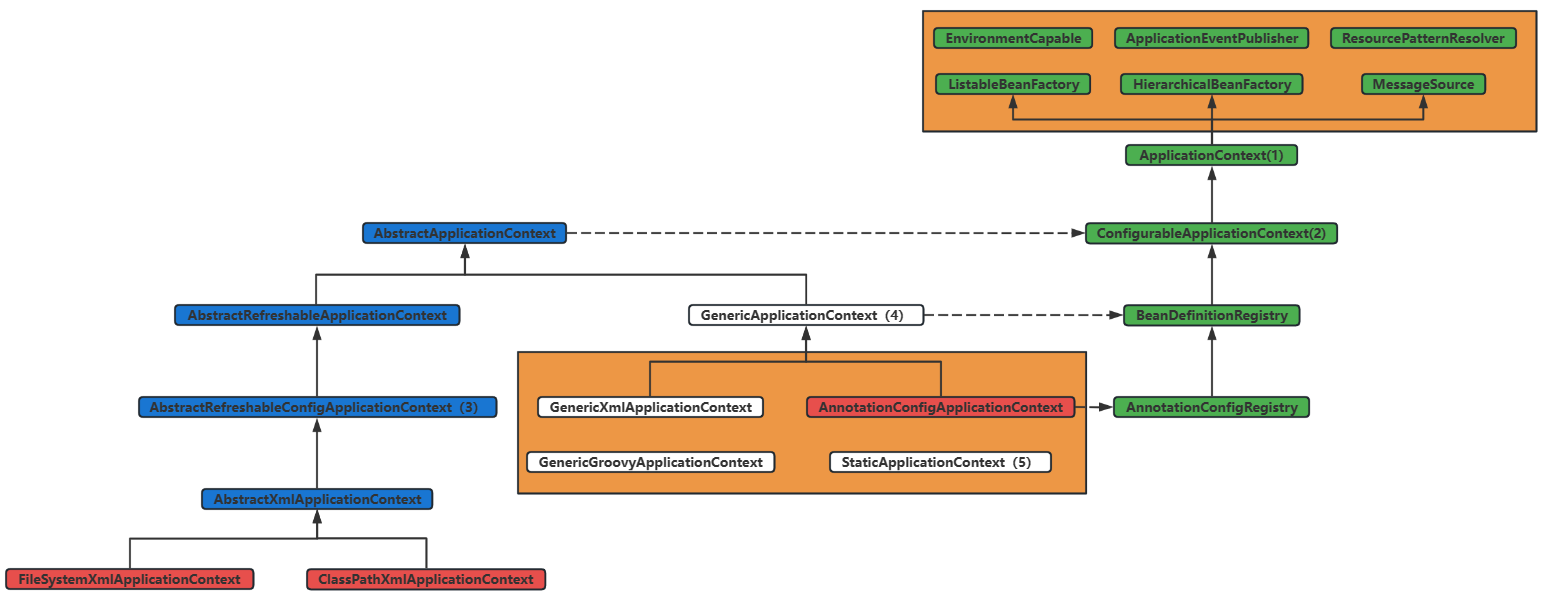 EnvironmentCapable
ApplicationEventPublisher
ResourcePatternResolver
ListableBeanFactory
HierarchicalBeanFactory
MessageSource
ApplicationContext(1)
AbstractApplicationContext
ConfigurableApplicationContext(2)
AbstractRefreshableApplicationContext
GenericApplicationContext（4）
BeanDefinitionRegistry
AbstractRefreshableConfigApplicationContext（3）
GenericXmlApplicationContext
AnnotationConfigApplicationContext
AnnotationConfigRegistry
GenericGroovyApplicationContext
StaticApplicationContext（5）
AbstractXmlApplicationContext
FileSystemXmlApplicationContext
ClassPathXmlApplicationContext